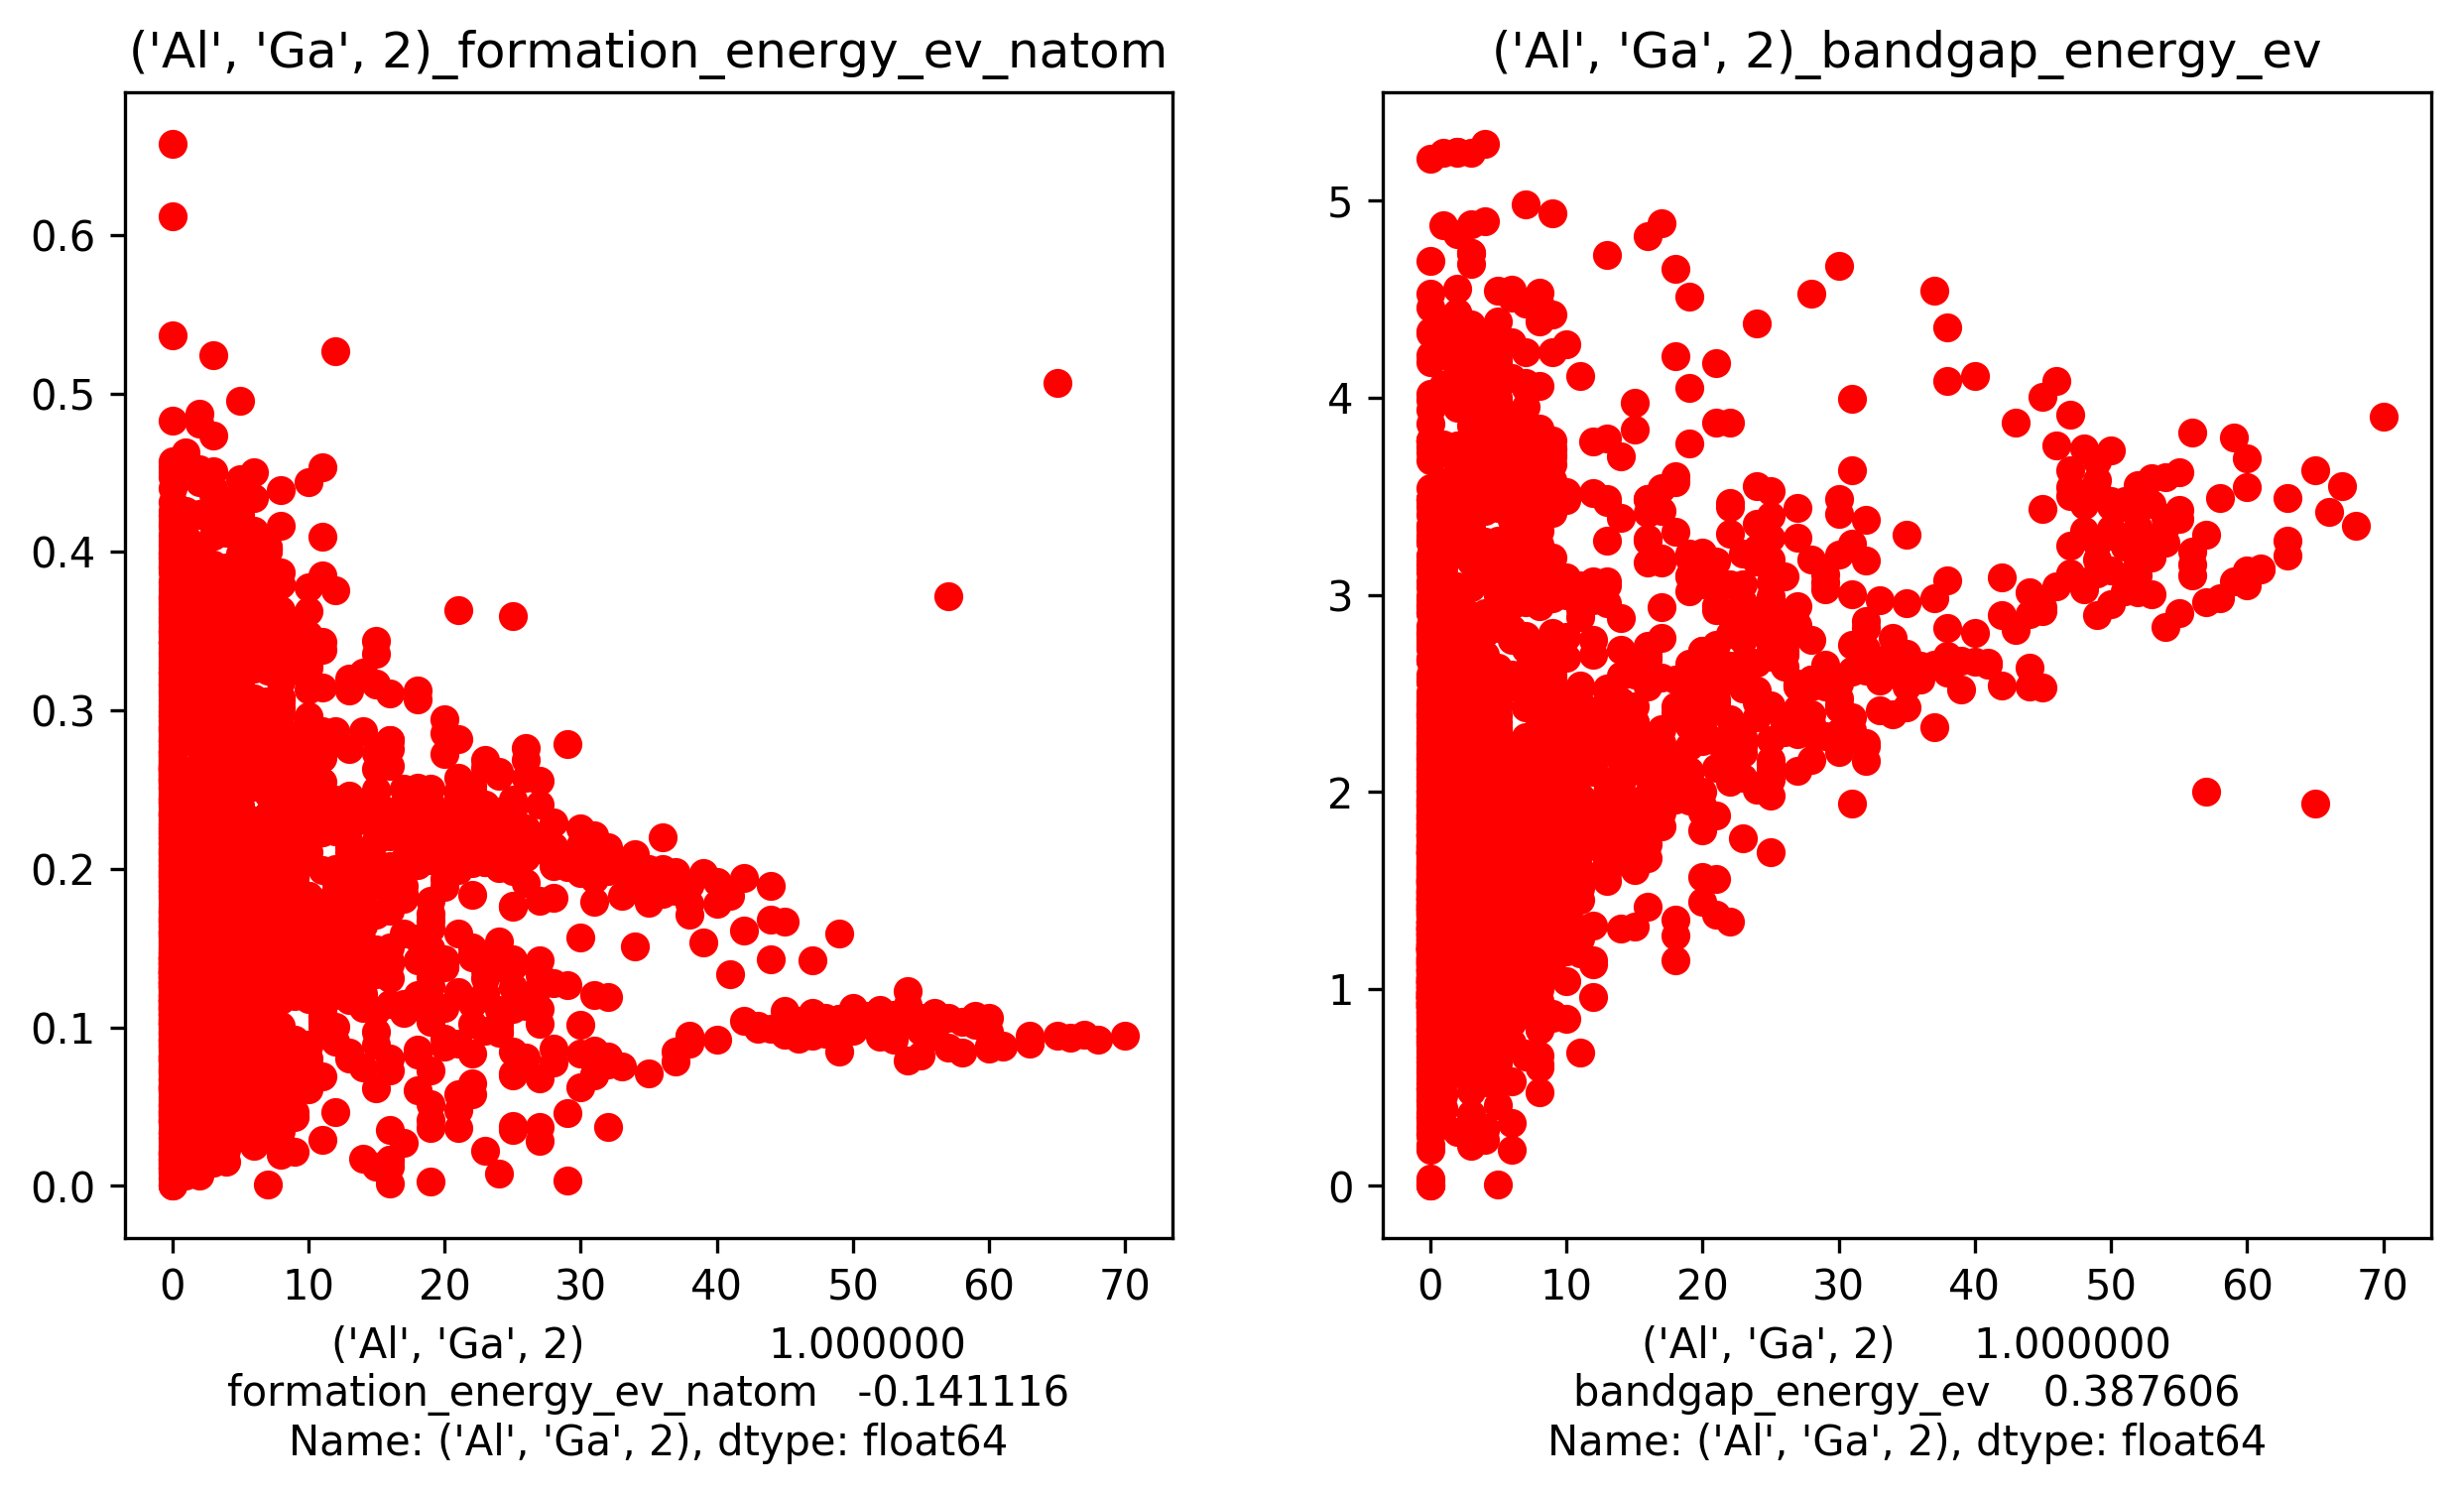 ('Al', 'Ga', 2)_formation_energy_ev_natom
0.6
0.5
0.4
0.3
0.2
0.1
0.0
0 10 20 30 40 50 60 70
('Al', 'Ga', 2) 1.000000
formation_energy_ev_natom -0.141116
Name: ('Al', 'Ga', 2), dtype: float64
('Al', 'Ga', 2)_bandgap_energy_ev
5
4
3
2
1
0
0 10 20 30 40 50 60 70
('Al', 'Ga', 2) 1.000000
bandgap_energy_ev 0.387606
Name: ('Al', 'Ga', 2), dtype: float64